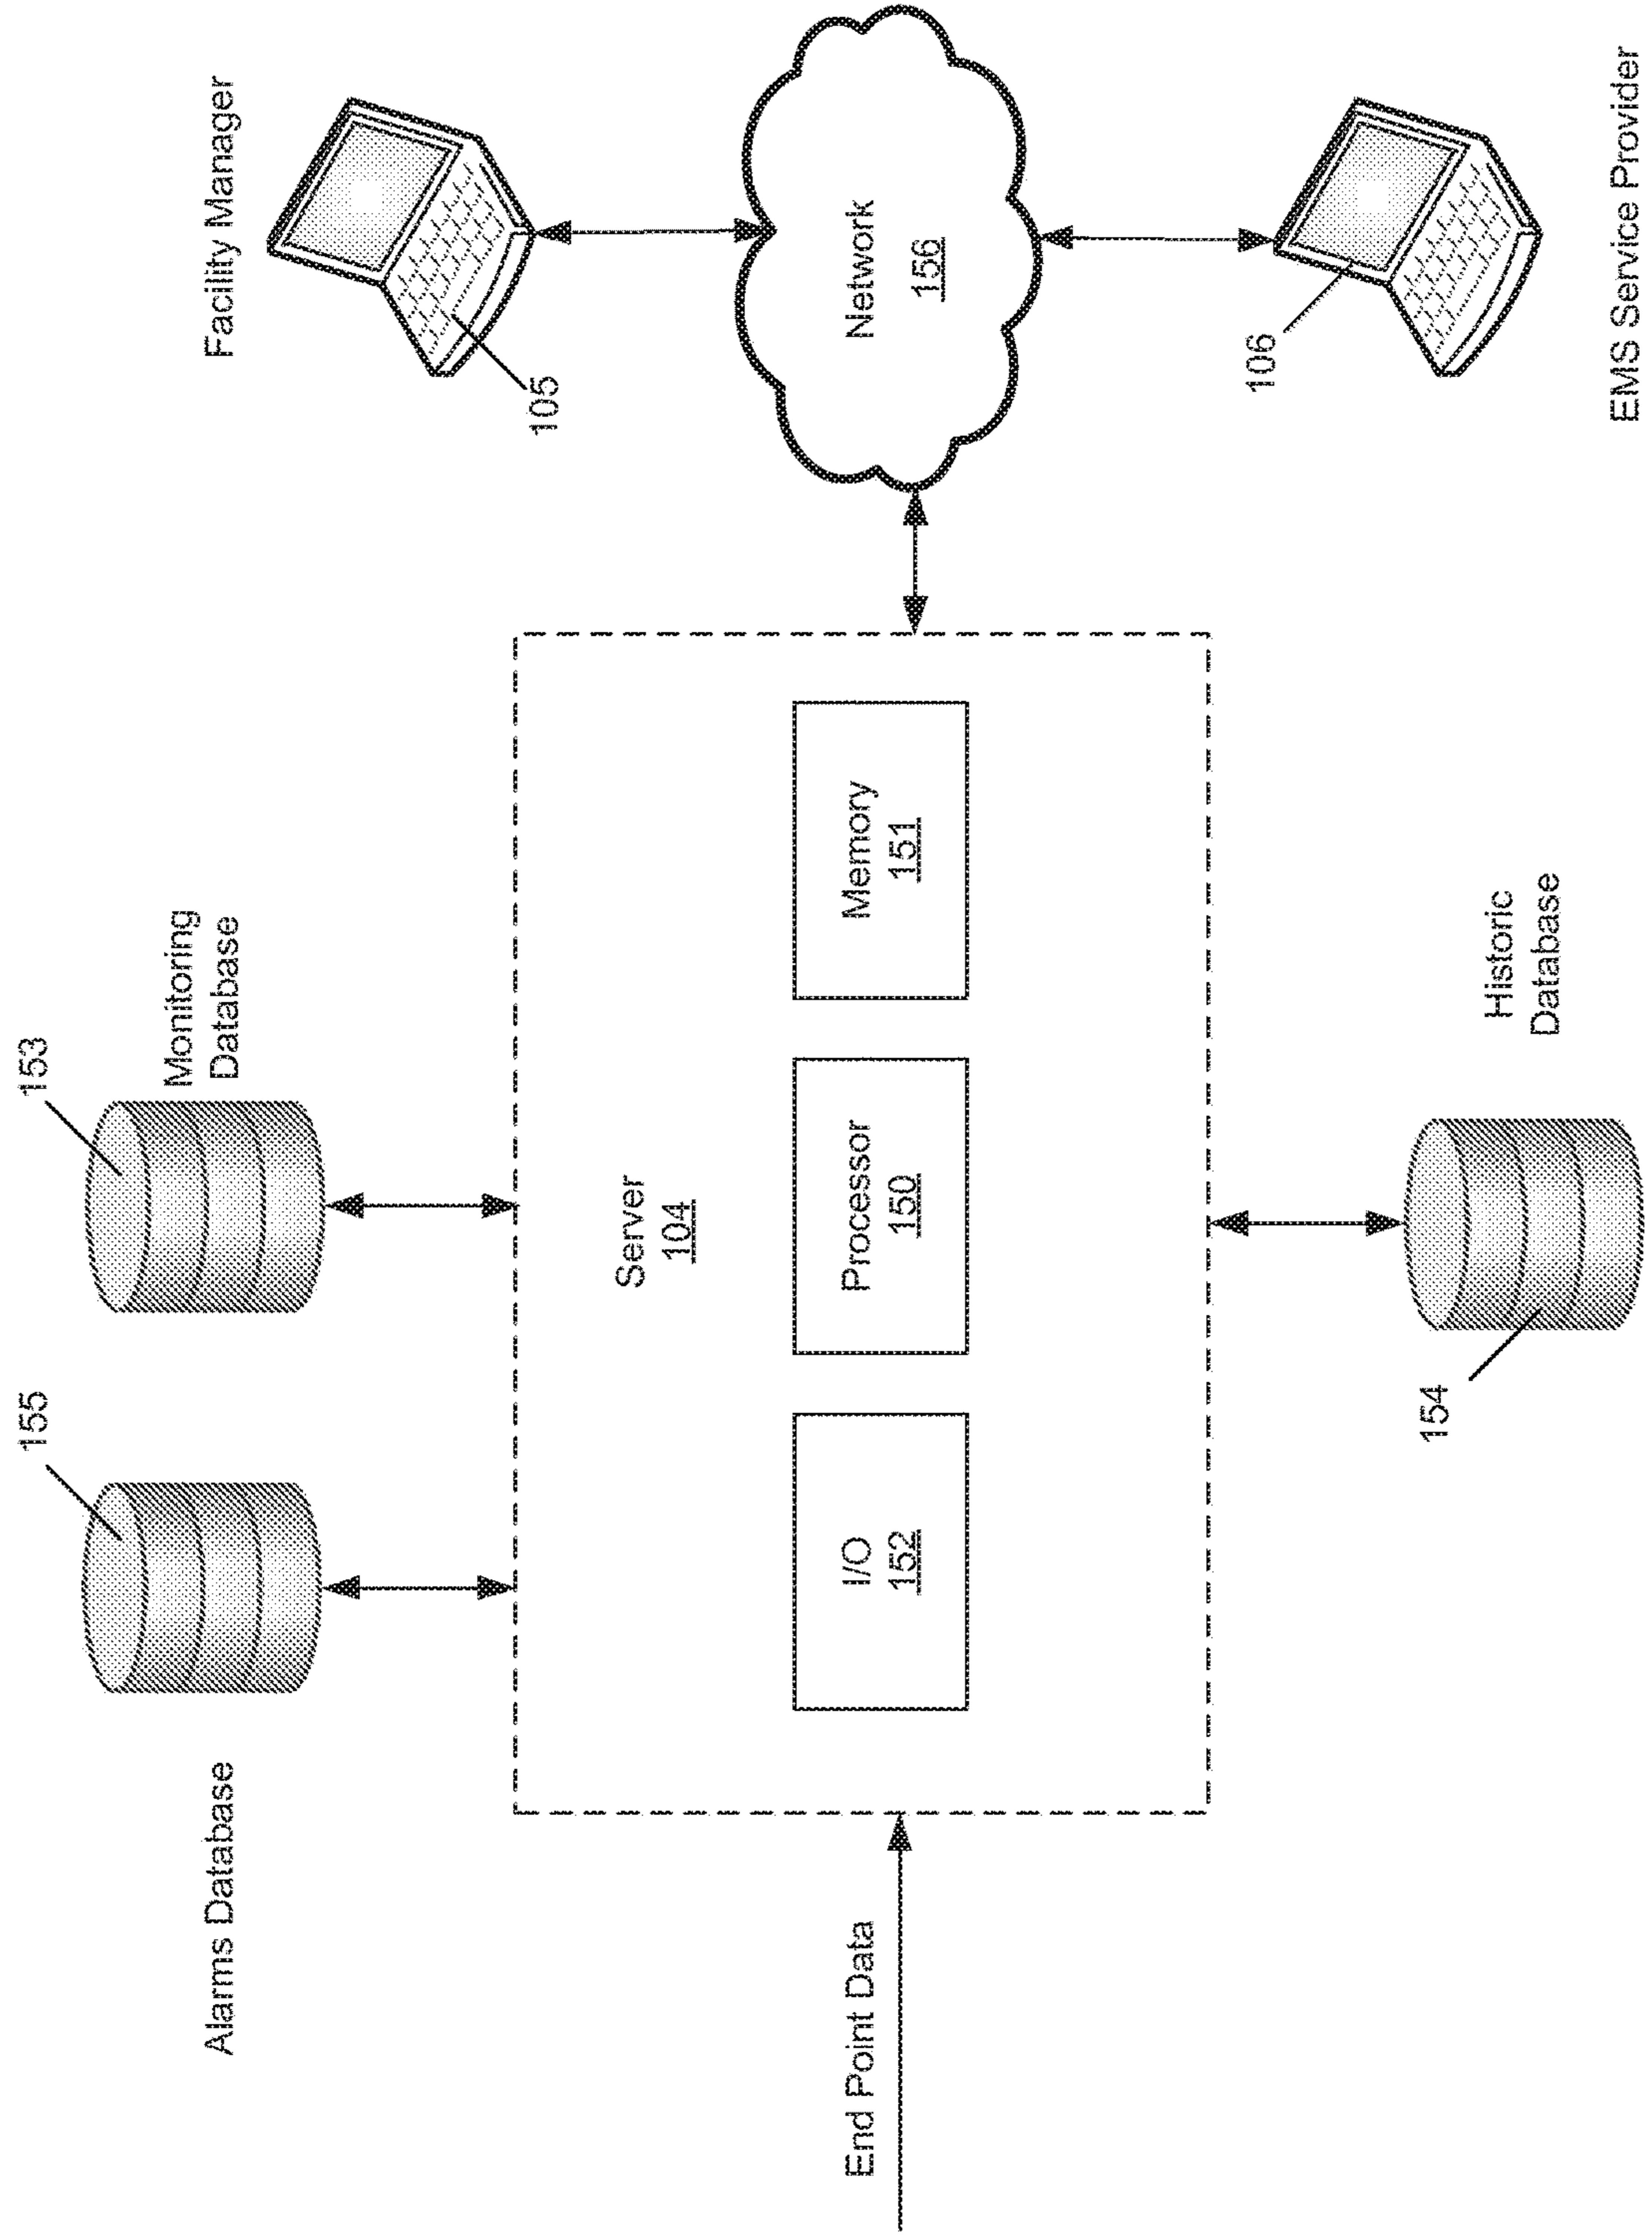 155
153
Alarms Database
Monitoring
Database
Facility Manager
105
Server
104
End Point Data
I/O
152
Processor
150
Memory
151
Network
156
106
154
Historic
Database
EMS Service Provider